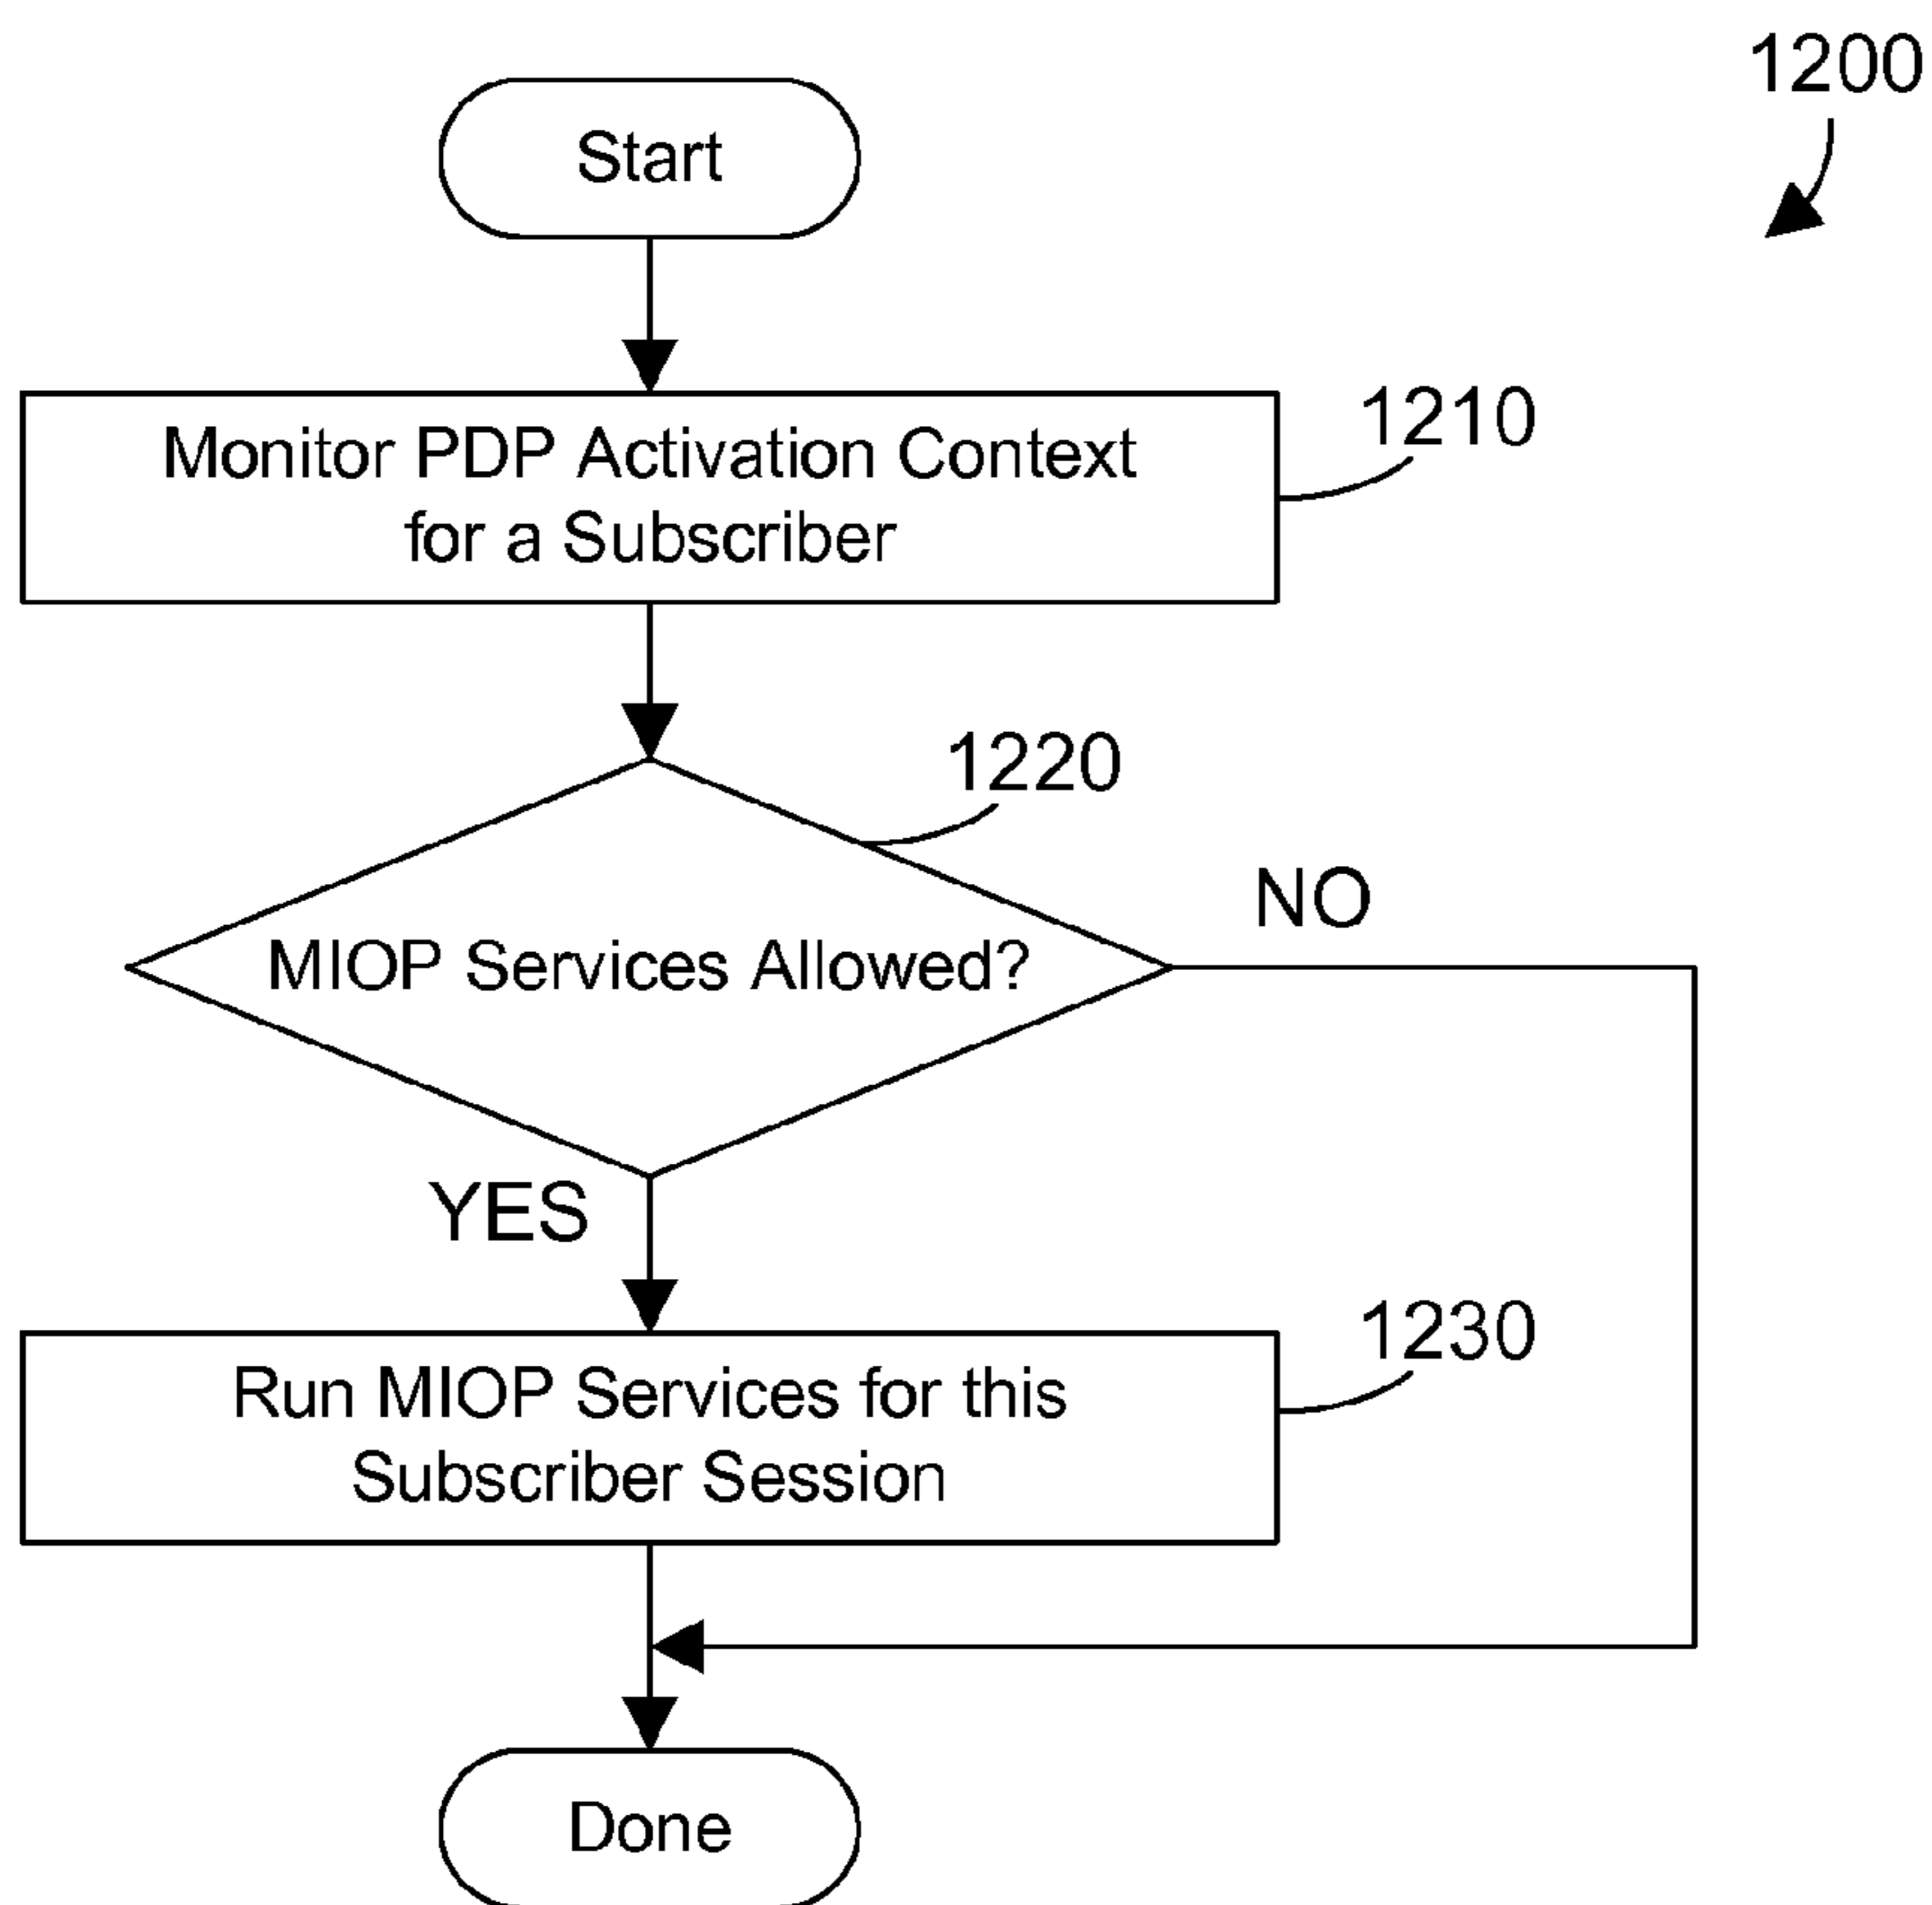 1200
Start
1210
Monitor PDP Activation Context
for a Subscriber
1220
NO
MIOP Services Allowed?
YES
1230
Run MIOP Services for this
Subscriber Session
Done